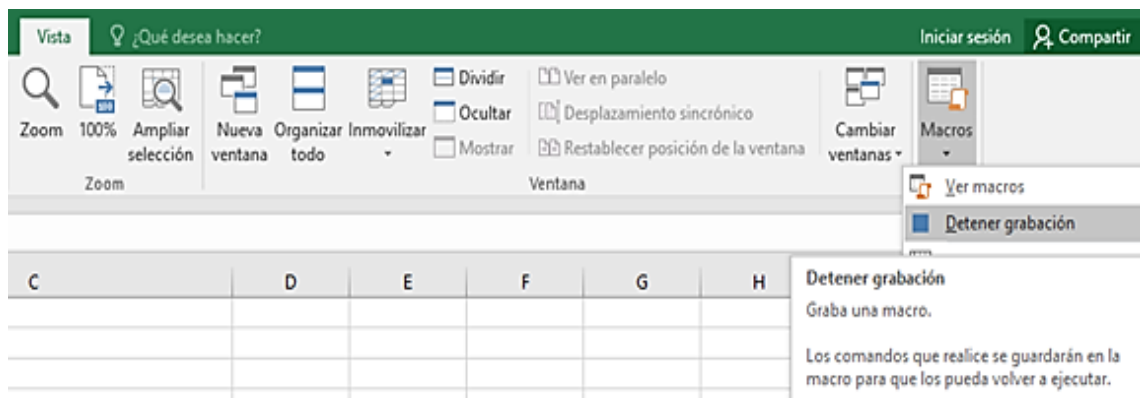 Vista ¿Qué desea hacer? Iniciar sesión Compartir
Zoom 100% Ampliar selección
Nueva ventana Organizar todo Inmovilizar
Dividir
Ocultar
Mostrar
Ver en paralelo
Desplazamiento sincrónico
Restablecer posición de la ventana
Cambiar ventanas
Macros
Zoom Ventana
Ver macros
Detener grabación
C D E F G H
Detener grabación
Graba una macro.
Los comandos que realice se guardarán en la
macro para que los pueda volver a ejecutar.